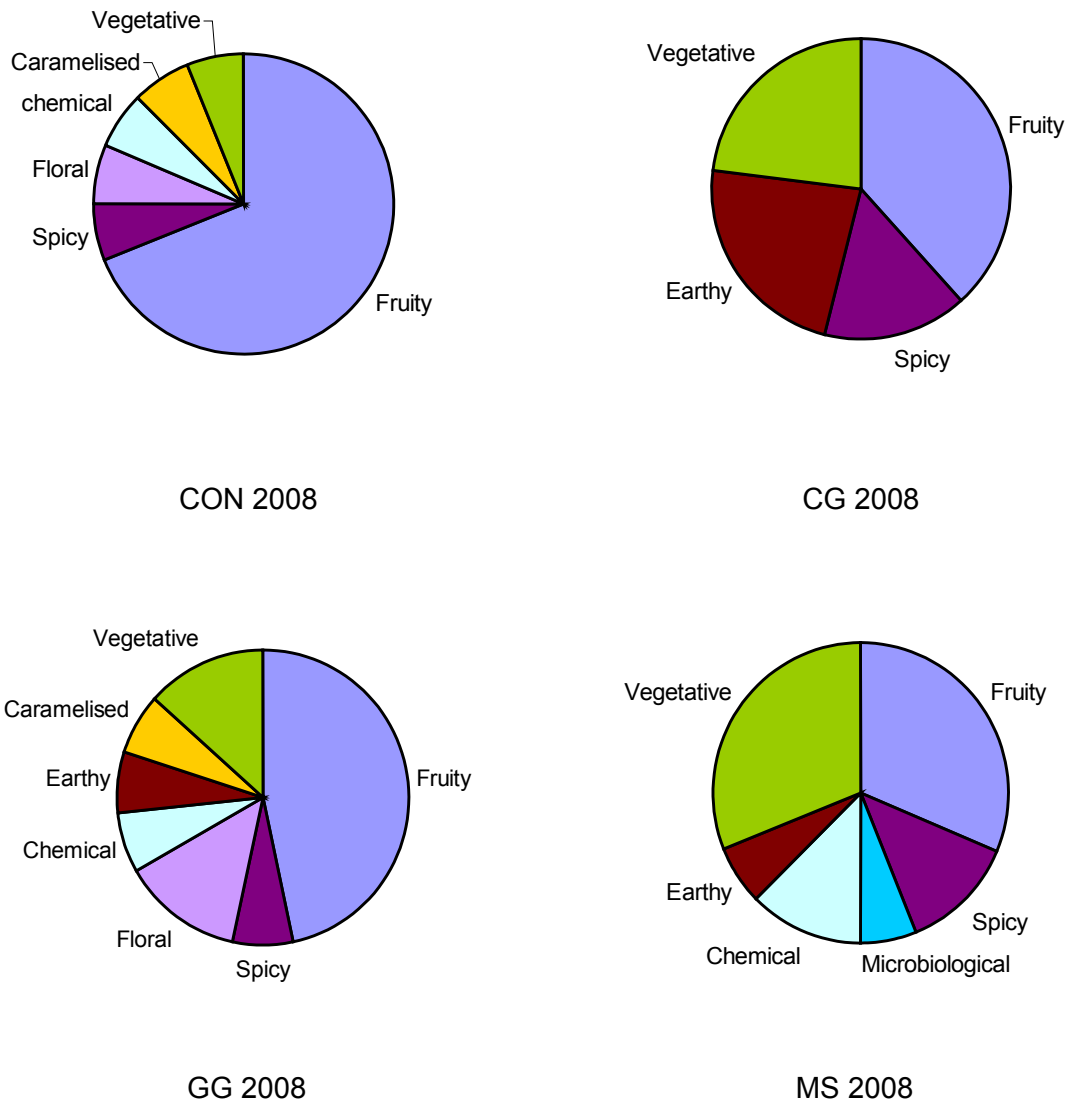 Vegetative
Caramelised
chemical
Floral
Spicy
Fruity
CON 2008
Vegetative
Fruity
Earthy
Spicy
CG 2008
Vegetative
Caramelised
Earthy
Chemical
Floral
Spicy
Fruity
GG 2008
Vegetative
Fruity
Earthy
Spicy
Chemical
Microbiological
MS 2008